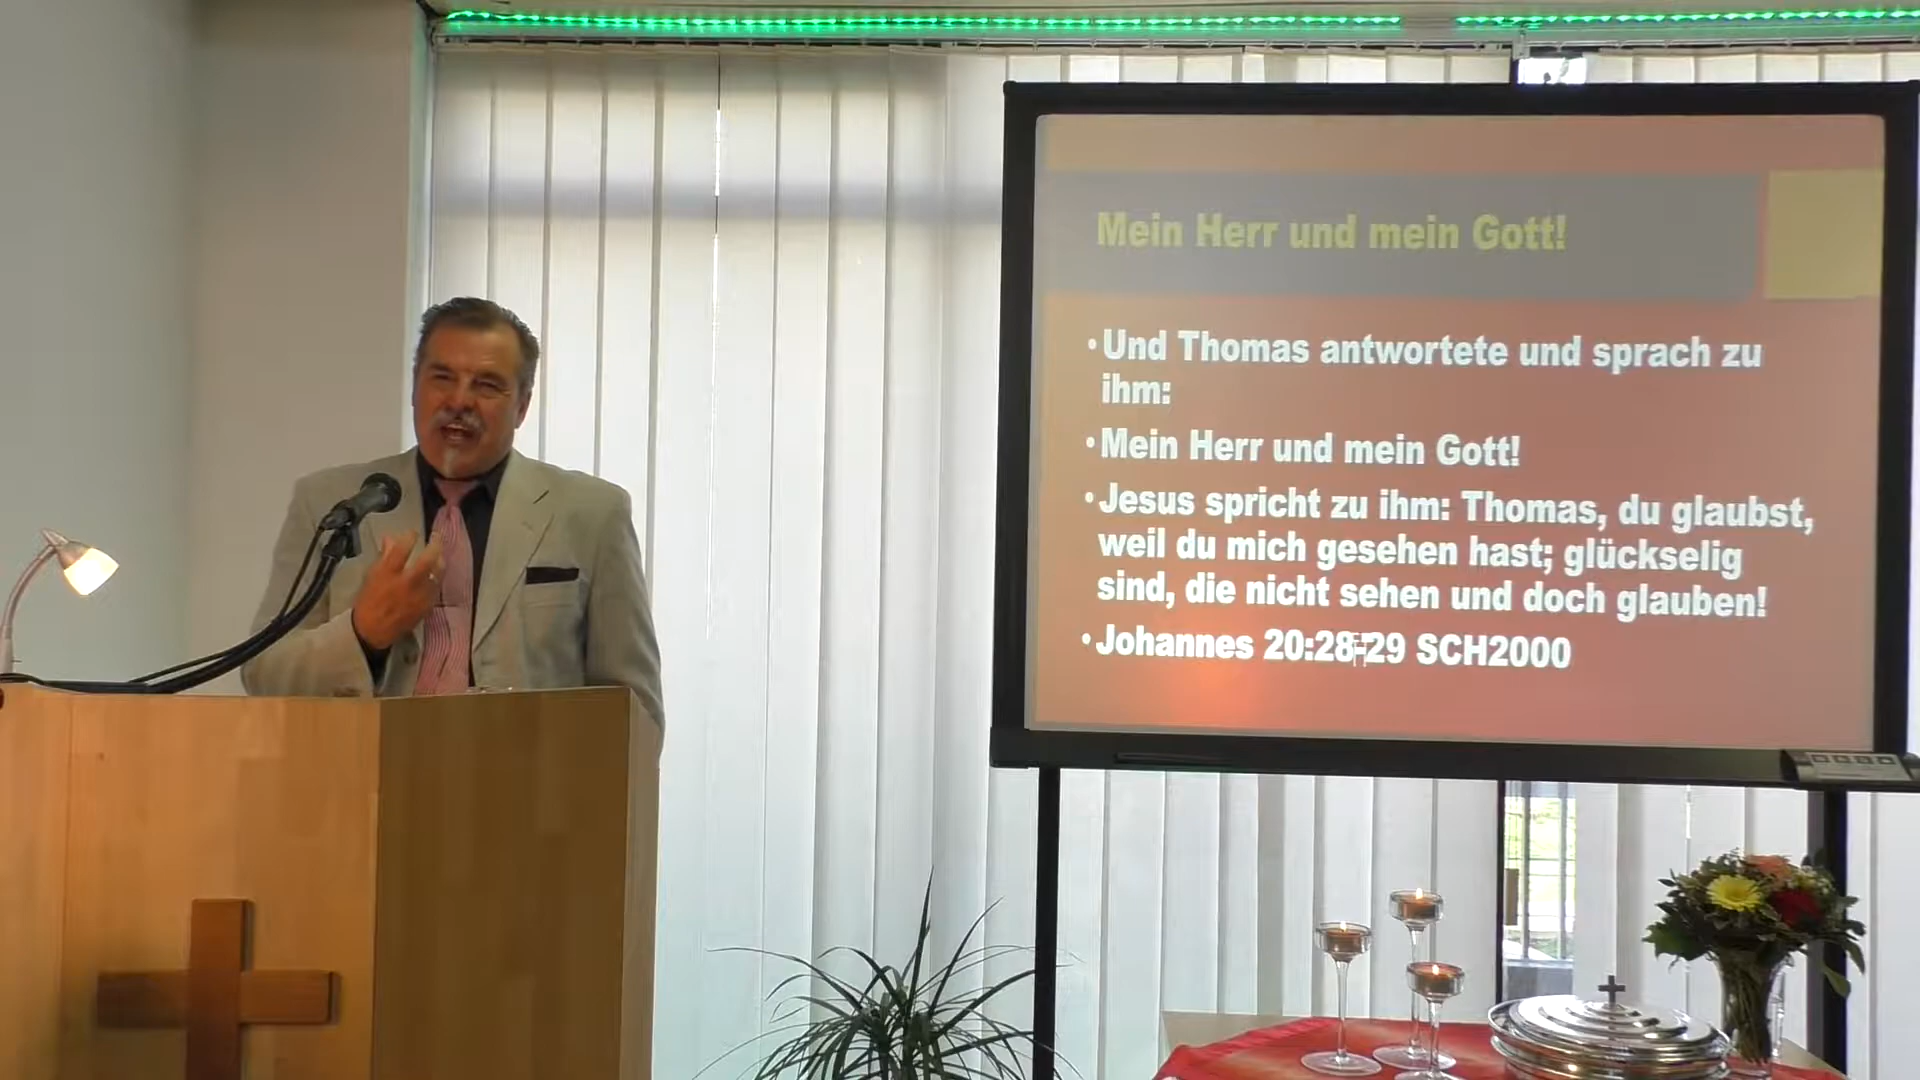 Mein Herr und mein Gott!
•Und Thomas antwortete und sprach zu
ihm:
•Mein Herr und mein Gott!
•Jesus spricht zu ihm: Thomas, du glaubst,
weil du mich gesehen hast; glückselig
sind, die nicht sehen und doch glauben!
•Johannes 20:28-29 SCH2000